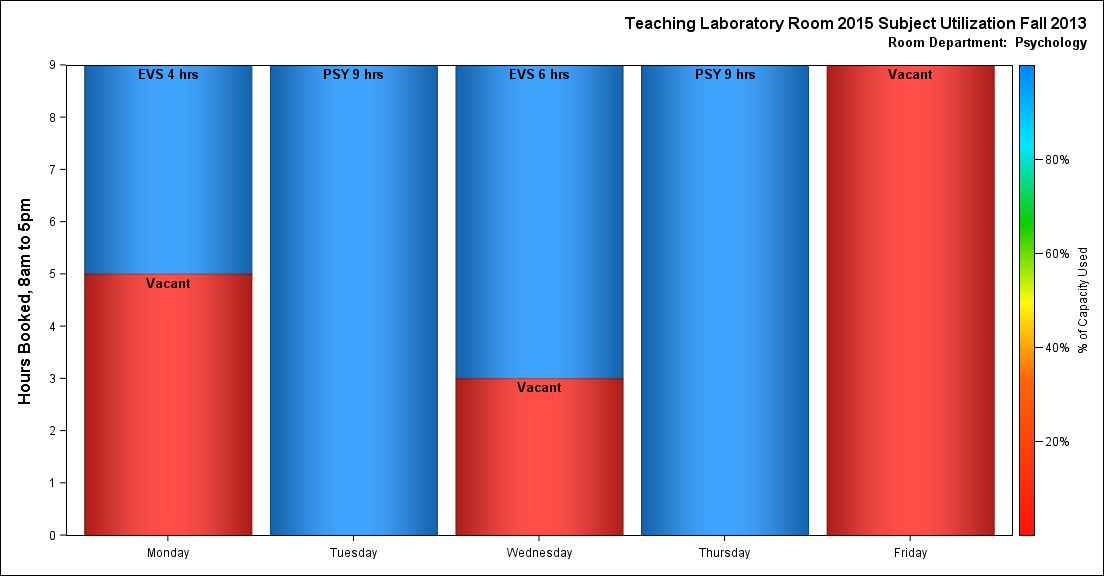 Teaching Laboratory Room 2015 Subject Utilization Fall 2013
Room Department:  Psychology
Hours Booked, 8am to 5pm
9
8
7
6
5
4
3
2
1
0
EVS 4 hrs
PSY 9 hrs
EVS 6 hrs
PSY 9 hrs
Vacant
Vacant
Vacant
Monday
Tuesday
Wednesday
Thursday
Friday
80%
60%
40%
20%
% of Capacity Used